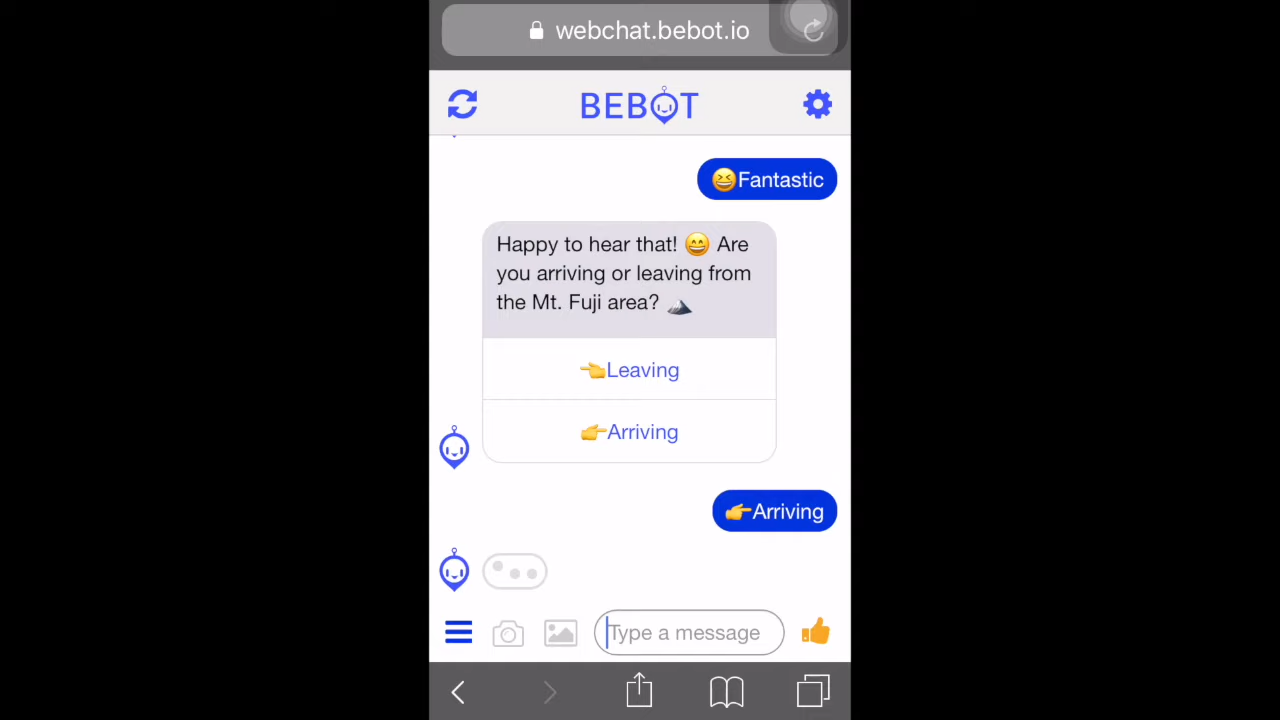 webchat.bebot.io
BEBOT
😆Fantastic
Happy to hear that! 😄 Are
you arriving or leaving from
the Mt. Fuji area? 🏔️
👈Leaving
👉Arriving
👉Arriving
Type a message